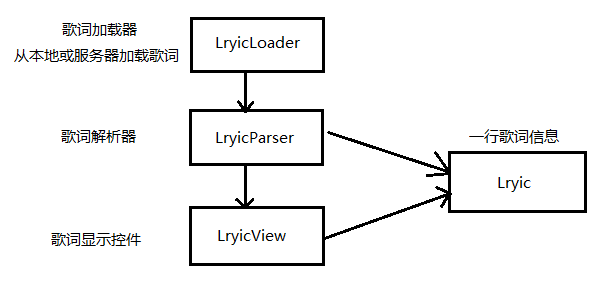 歌词加载器
从本地或服务器加载歌词
LryicLoader
歌词解析器
LryicParser
一行歌词信息
Lryic
歌词显示控件
LryicView